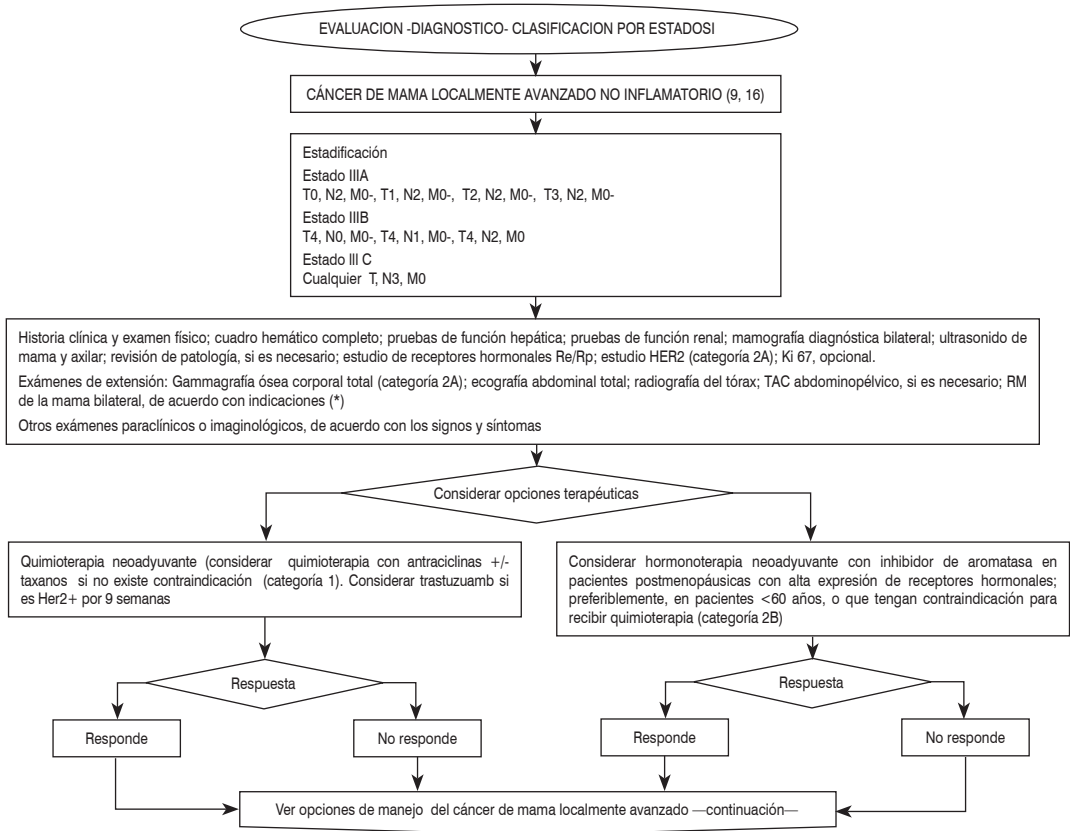 EVALUACION -DIAGNOSTICO- CLASIFICACION POR ESTADOSI
CÁNCER DE MAMA LOCALMENTE AVANZADO NO INFLAMATORIO (9, 16)
Estadificación
Estado IIIA
T0, N2, M0-, T1, N2, M0-, T2, N2, M0-, T3, N2, M0-
Estado IIIB
T4, N0, M0-, T4, N1, M0-, T4, N2, M0
Estado III C
Cualquier T, N3, M0
Historia clínica y examen físico; cuadro hemático completo; pruebas de función hepática; pruebas de función renal; mamografía diagnóstica bilateral; ultrasonido de
mama y axilar; revisión de patología, si es necesario; estudio de receptores hormonales Re/Rp; estudio HER2 (categoría 2A); Ki 67, opcional.
Exámenes de extensión: Gammagrafía ósea corporal total (categoría 2A); ecografía abdominal total; radiografía del tórax; TAC abdominopélvico, si es necesario; RM
de la mama bilateral, de acuerdo con indicaciones (*)
Otros exámenes paraclínicos o imaginológicos, de acuerdo con los signos y síntomas
Considerar opciones terapéuticas
Quimioterapia neoadyuvante (considerar quimioterapia con antraciclinas +/-
taxanos si no existe contraindicación (categoría 1). Considerar trastuzuamb si
es Her2+ por 9 semanas
Considerar hormonoterapia neoadyuvante con inhibidor de aromatasa en
pacientes postmenopáusicas con alta expresión de receptores hormonales;
preferiblemente, en pacientes <60 años, o que tengan contraindicación para
recibir quimioterapia (categoría 2B)
Respuesta
Respuesta
Responde
No responde
Responde
No responde
Ver opciones de manejo del cáncer de mama localmente avanzado —continuación—